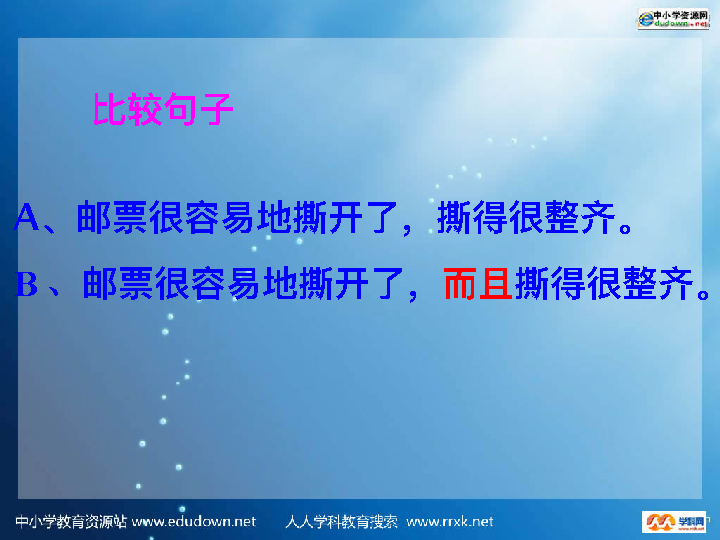 中小学资源网
edudown.net
比较句子
A、邮票很容易地撕开了，撕得很整齐。
B、邮票很容易地撕开了，而且撕得很整齐。
中小学教育资源站 www.edudown.net 人人学科教育搜索 www.rrxk.net
学科网